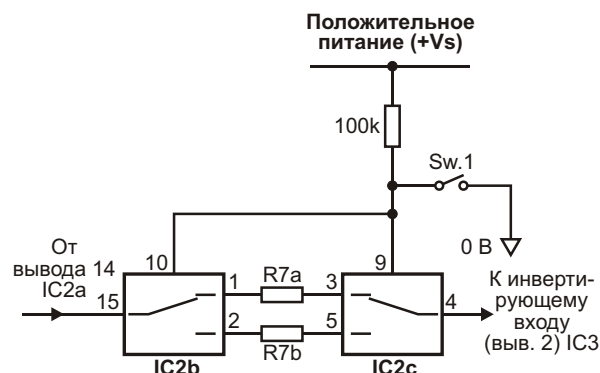 Положительное
питание (+Vs)
100k
Sw.1
0 В
От
вывода 14
IC2a
15
10
1
2
IC2b
R7a
R7b
9
3
5
4
IC2c
К инверти-
рующему
входу
(выв. 2) IC3